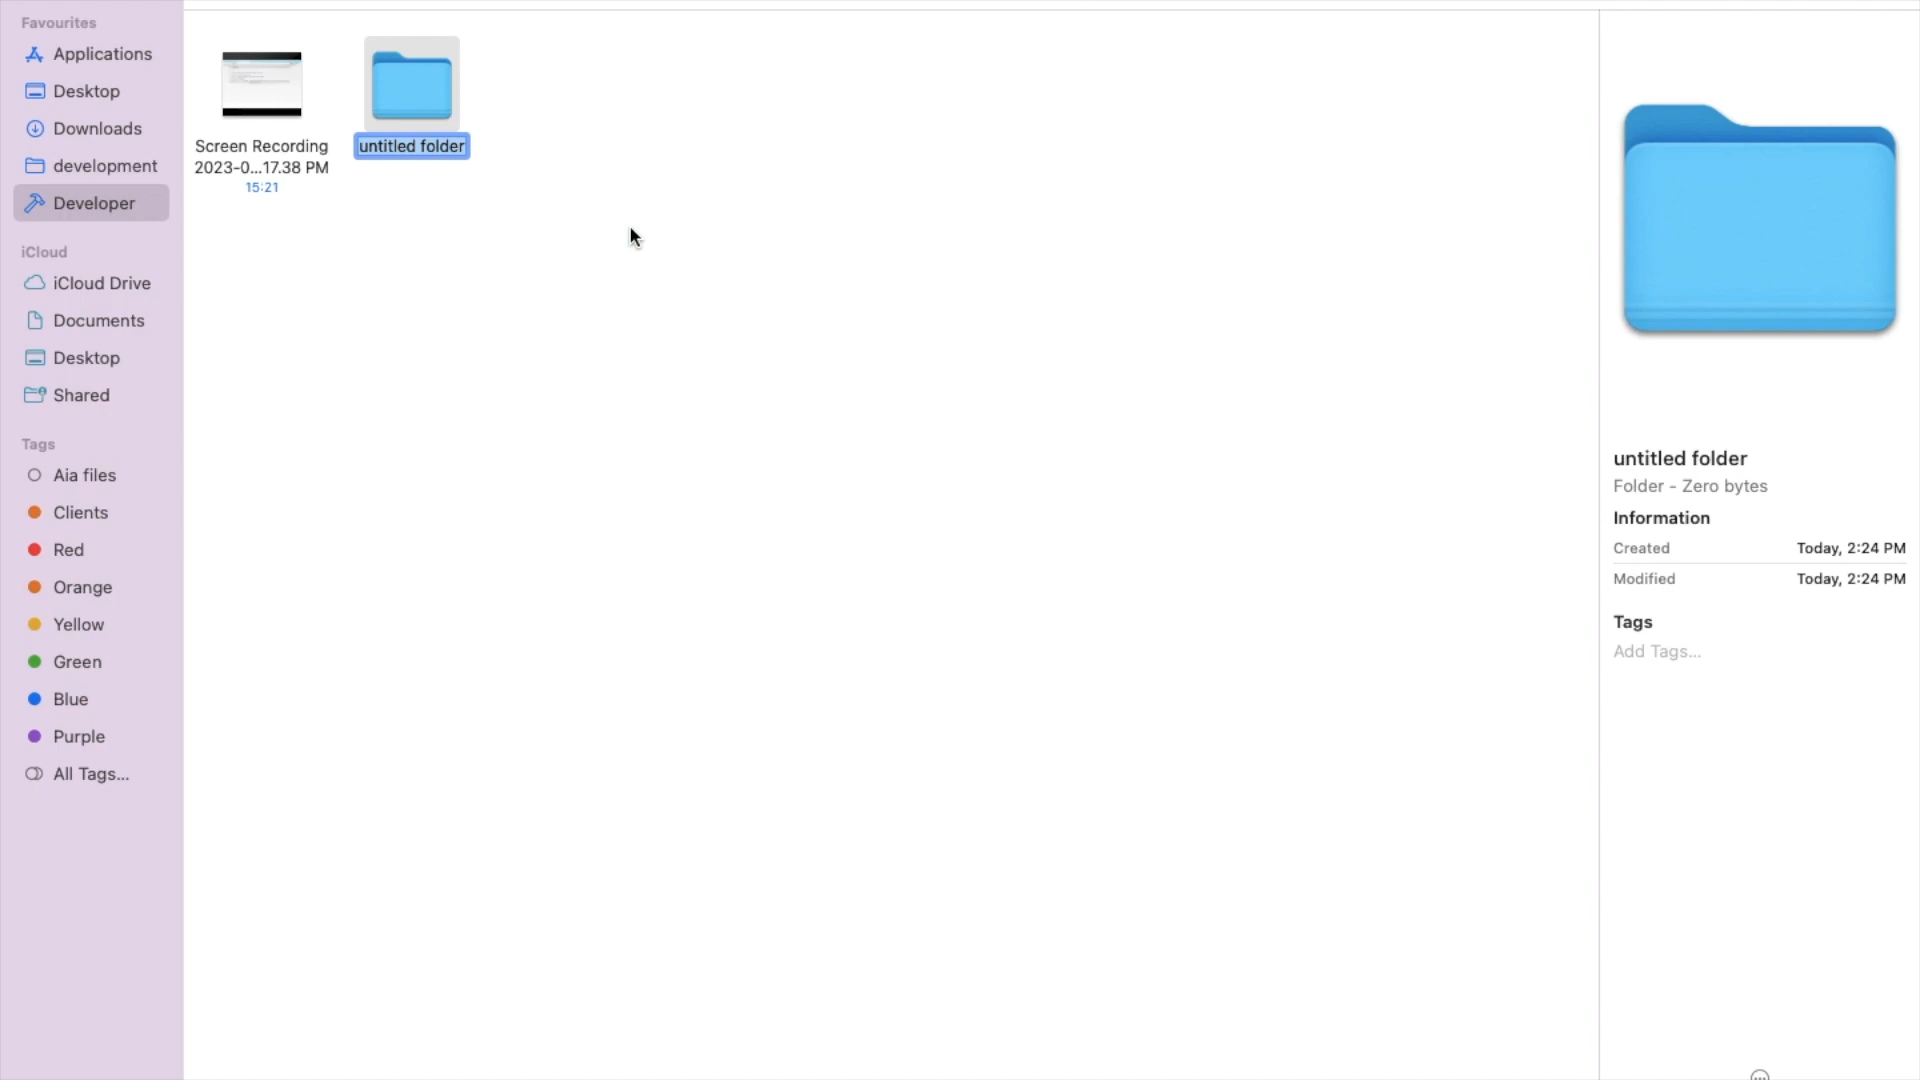 Favourites
Applications
Desktop
Downloads
development
Developer
iCloud
iCloud Drive
Documents
Desktop
Shared
Tags
Aia files
Clients
Red
Orange
Yellow
Green
Blue
Purple
All Tags...
Screen Recording
2023-0...17.38 PM
15:21
untitled folder
untitled folder
Folder - Zero bytes
Information
Created Today, 2:24 PM
Modified Today, 2:24 PM
Tags
Add Tags...